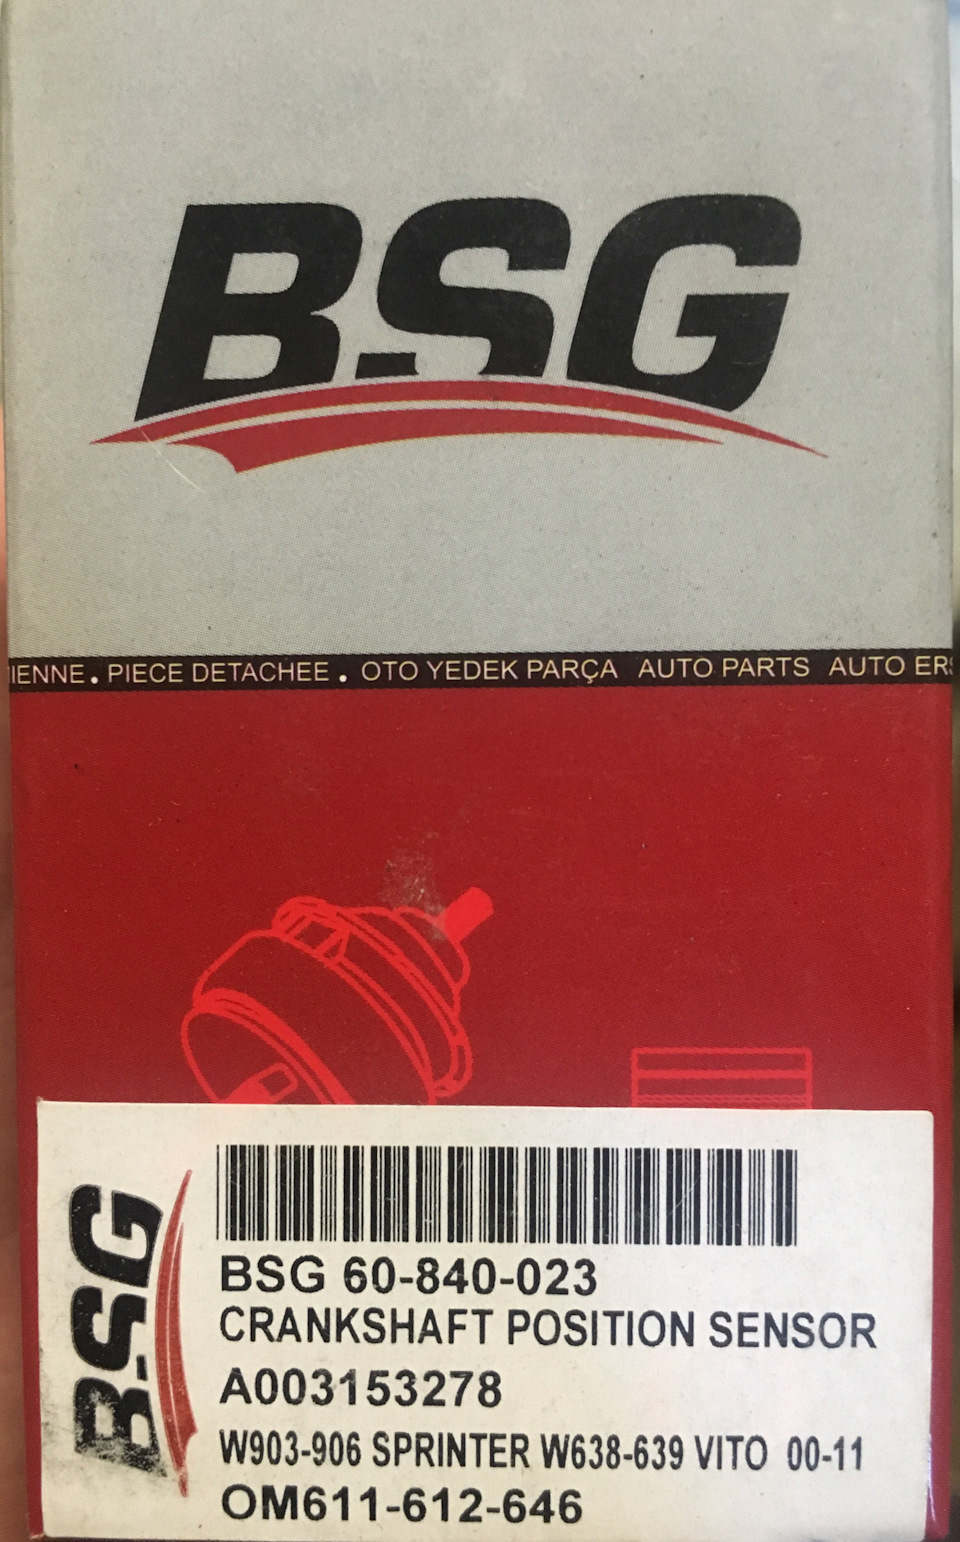 BSG
PIECE DETACHEE . OTO YEDEK PARÇA AUTO PARTS AUTO
BSG
BSG 60-840-023
CRANKSHAFT POSITION SENSOR
A003153278
W903-906 SPRINTER W638-639 VITO 00-11
OM611-612-646